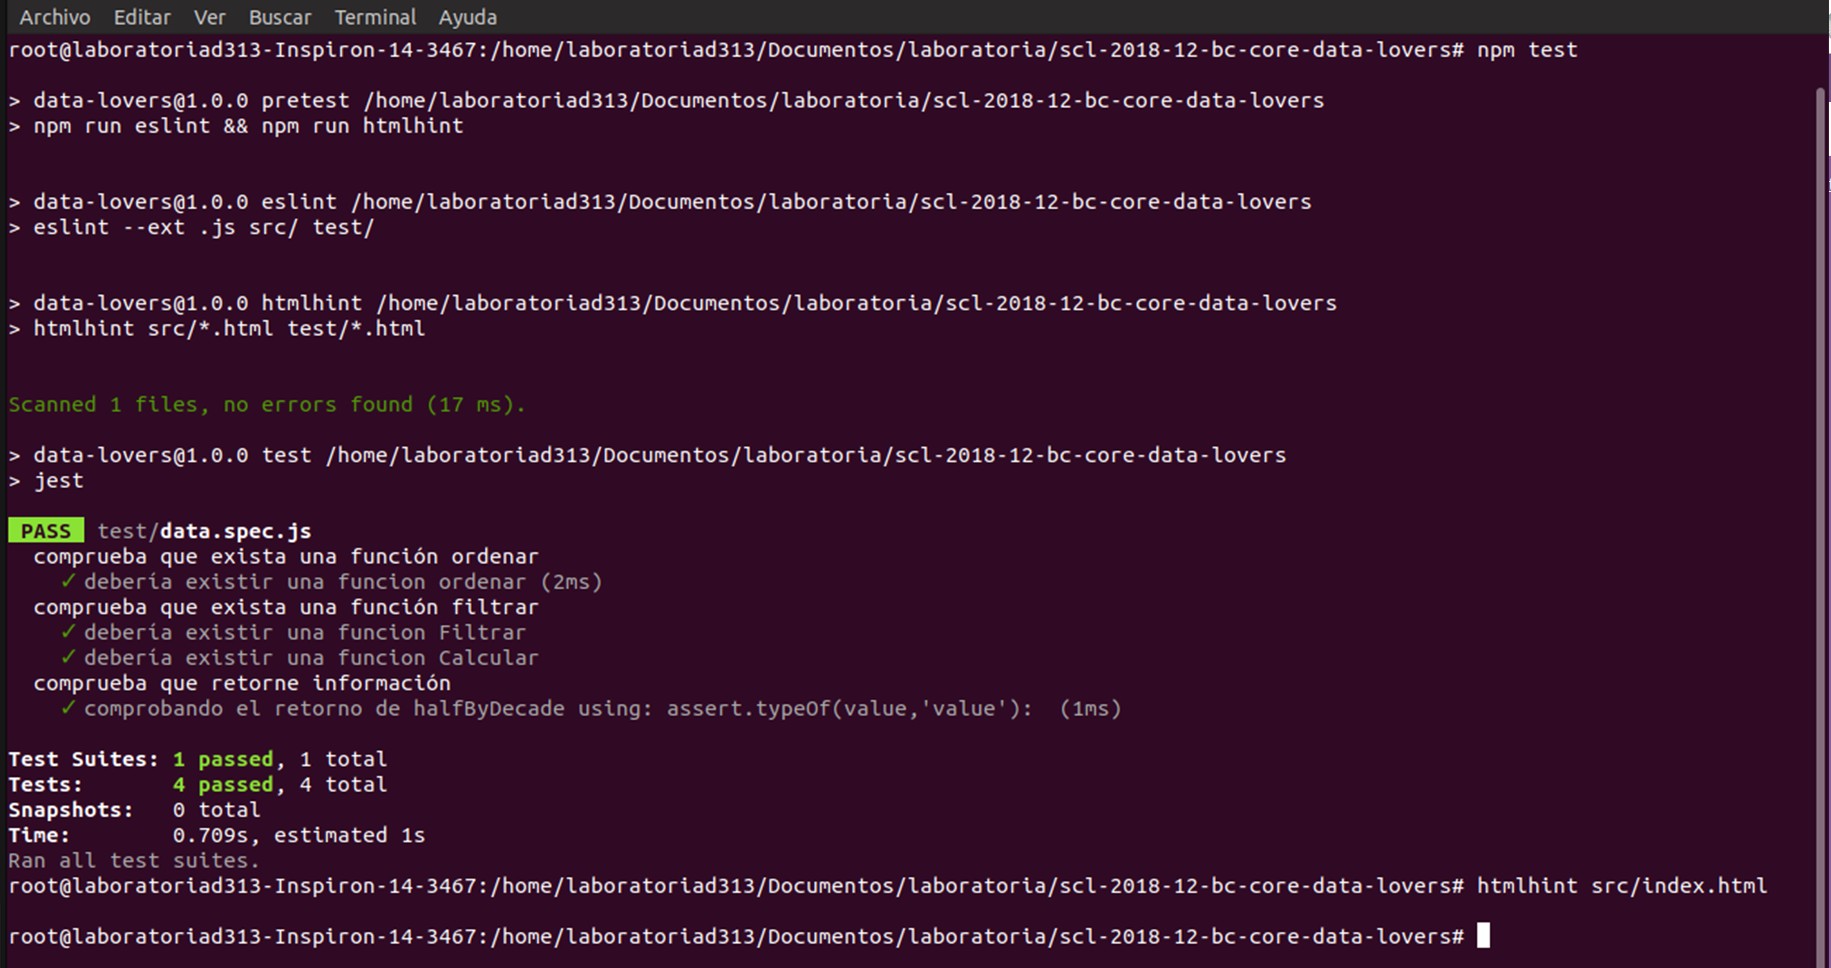 Archivo Editar Ver Buscar Terminal Ayuda
root@laboratoriad313-Inspiron-14-3467:/home/laboratoriad313/Documentos/laboratoria/scl-2018-12-bc-core-data-lovers# npm test
> data-lovers@1.0.0 pretest /home/laboratoriad313/Documentos/laboratoria/scl-2018-12-bc-core-data-lovers
> npm run eslint && npm run htmlhint
> data-lovers@1.0.0 eslint /home/laboratoriad313/Documentos/laboratoria/scl-2018-12-bc-core-data-lovers
> eslint --ext .js src/ test/
> data-lovers@1.0.0 htmlhint /home/laboratoriad313/Documentos/laboratoria/scl-2018-12-bc-core-data-lovers
> htmlhint src/*.html test/*.html
Scanned 1 files, no errors found (17 ms).
> data-lovers@1.0.0 test /home/laboratoriad313/Documentos/laboratoria/scl-2018-12-bc-core-data-lovers
> jest
PASS test/data.spec.js
comprueba que exista una función ordenar
✓ debería existir una funcion ordenar (2ms)
comprueba que exista una función filtrar
✓ debería existir una funcion Filtrar
✓ debería existir una funcion Calcular
comprueba que retorne información
✓ comprobando el retorno de halfByDecade using: assert.typeOf(value,'value'): (1ms)
Test Suites: 1 passed, 1 total
Tests: 4 passed, 4 total
Snapshots: 0 total
Time: 0.709s, estimated 1s
Ran all test suites.
root@laboratoriad313-Inspiron-14-3467:/home/laboratoriad313/Documentos/laboratoria/scl-2018-12-bc-core-data-lovers# htmlhint src/index.html
root@laboratoriad313-Inspiron-14-3467:/home/laboratoriad313/Documentos/laboratoria/scl-2018-12-bc-core-data-lovers#